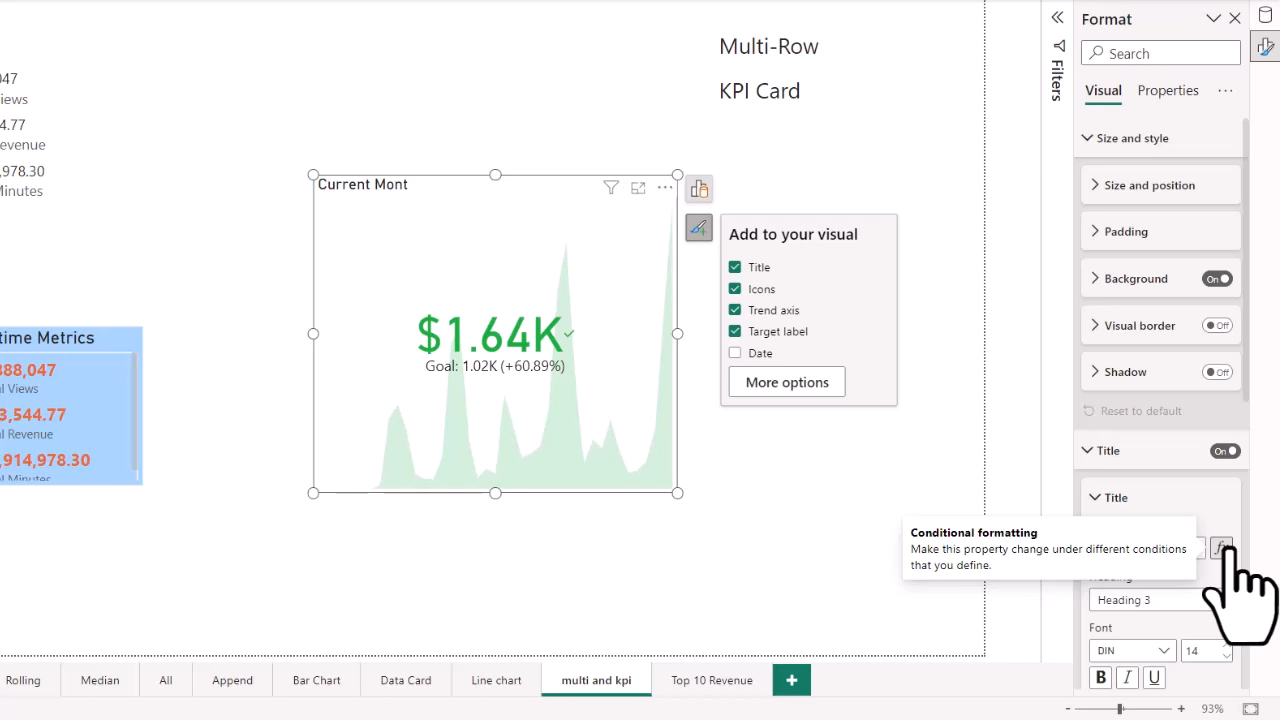 Multi-Row
KPI Card
047
iews
4.77
evenue
,978.30
Minutes
time Metrics
388,047
al Views
3,544.77
al Revenue
,914,978.30
al Minutes
Current Mont
$1.64K
Goal: 1.02K (+60.89%)
Add to your visual
Title
Icons
Trend axis
Target label
Date
More options
Filters
Format
Search
Visual Properties
Size and style
Size and position
Padding
Background On
Visual border Off
Shadow Off
Reset to default
Title On
Title
Conditional formatting
Make this property change under different conditions
that you define.
Heading
Heading 3
Font
DIN 14
B I U
Rolling Median All Append Bar Chart Data Card Line chart multi and kpi Top 10 Revenue +
- + 93%